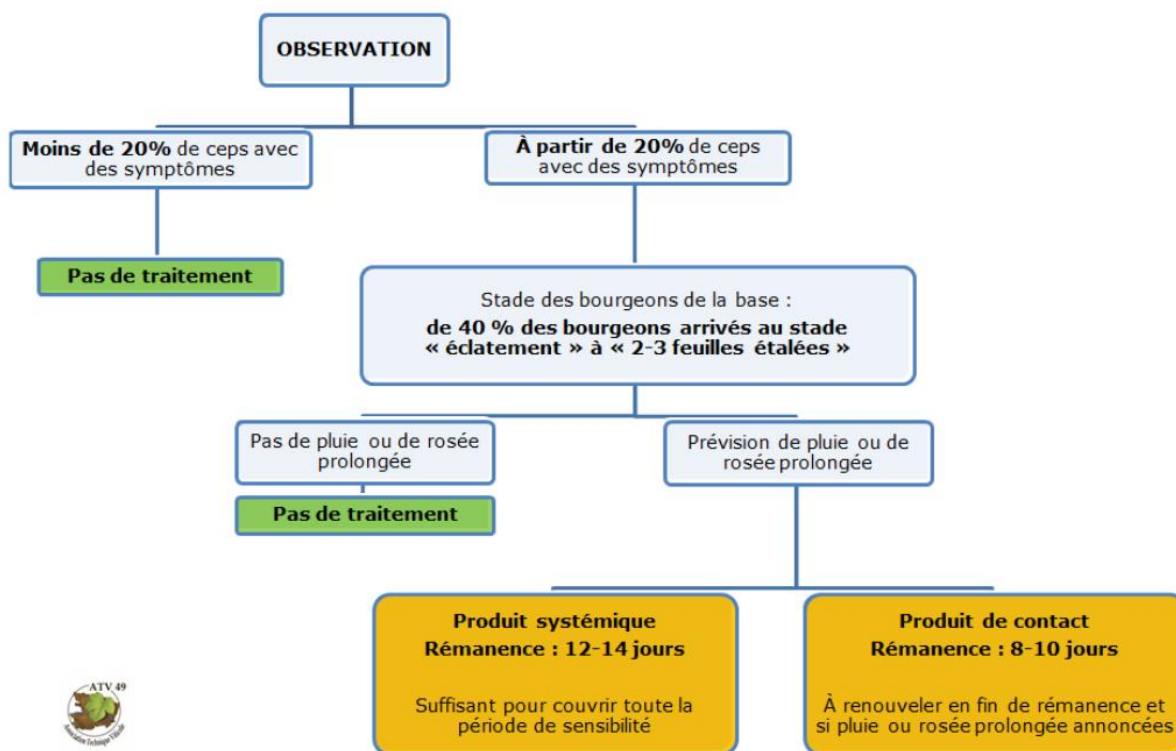 OBSERVATION
Moins de 20% de ceps avec
des symptômes
À partir de 20% de ceps
avec des symptômes
Pas de traitement
Stade des bourgeons de la base :
de 40 % des bourgeons arrivés au stade
« éclatement » à « 2-3 feuilles étalées »
Pas de pluie ou de rosée
prolongée
Prévision de pluie ou de
rosée prolongée
Pas de traitement
Produit systémique
Rémanence : 12-14 jours
Suffisant pour couvrir toute la
période de sensibilité
Produit de contact
Rémanence : 8-10 jours
À renouveler en fin de rémanence et
si pluie ou rosée prolongée annoncées
ATV 49
Association Technique Viticole